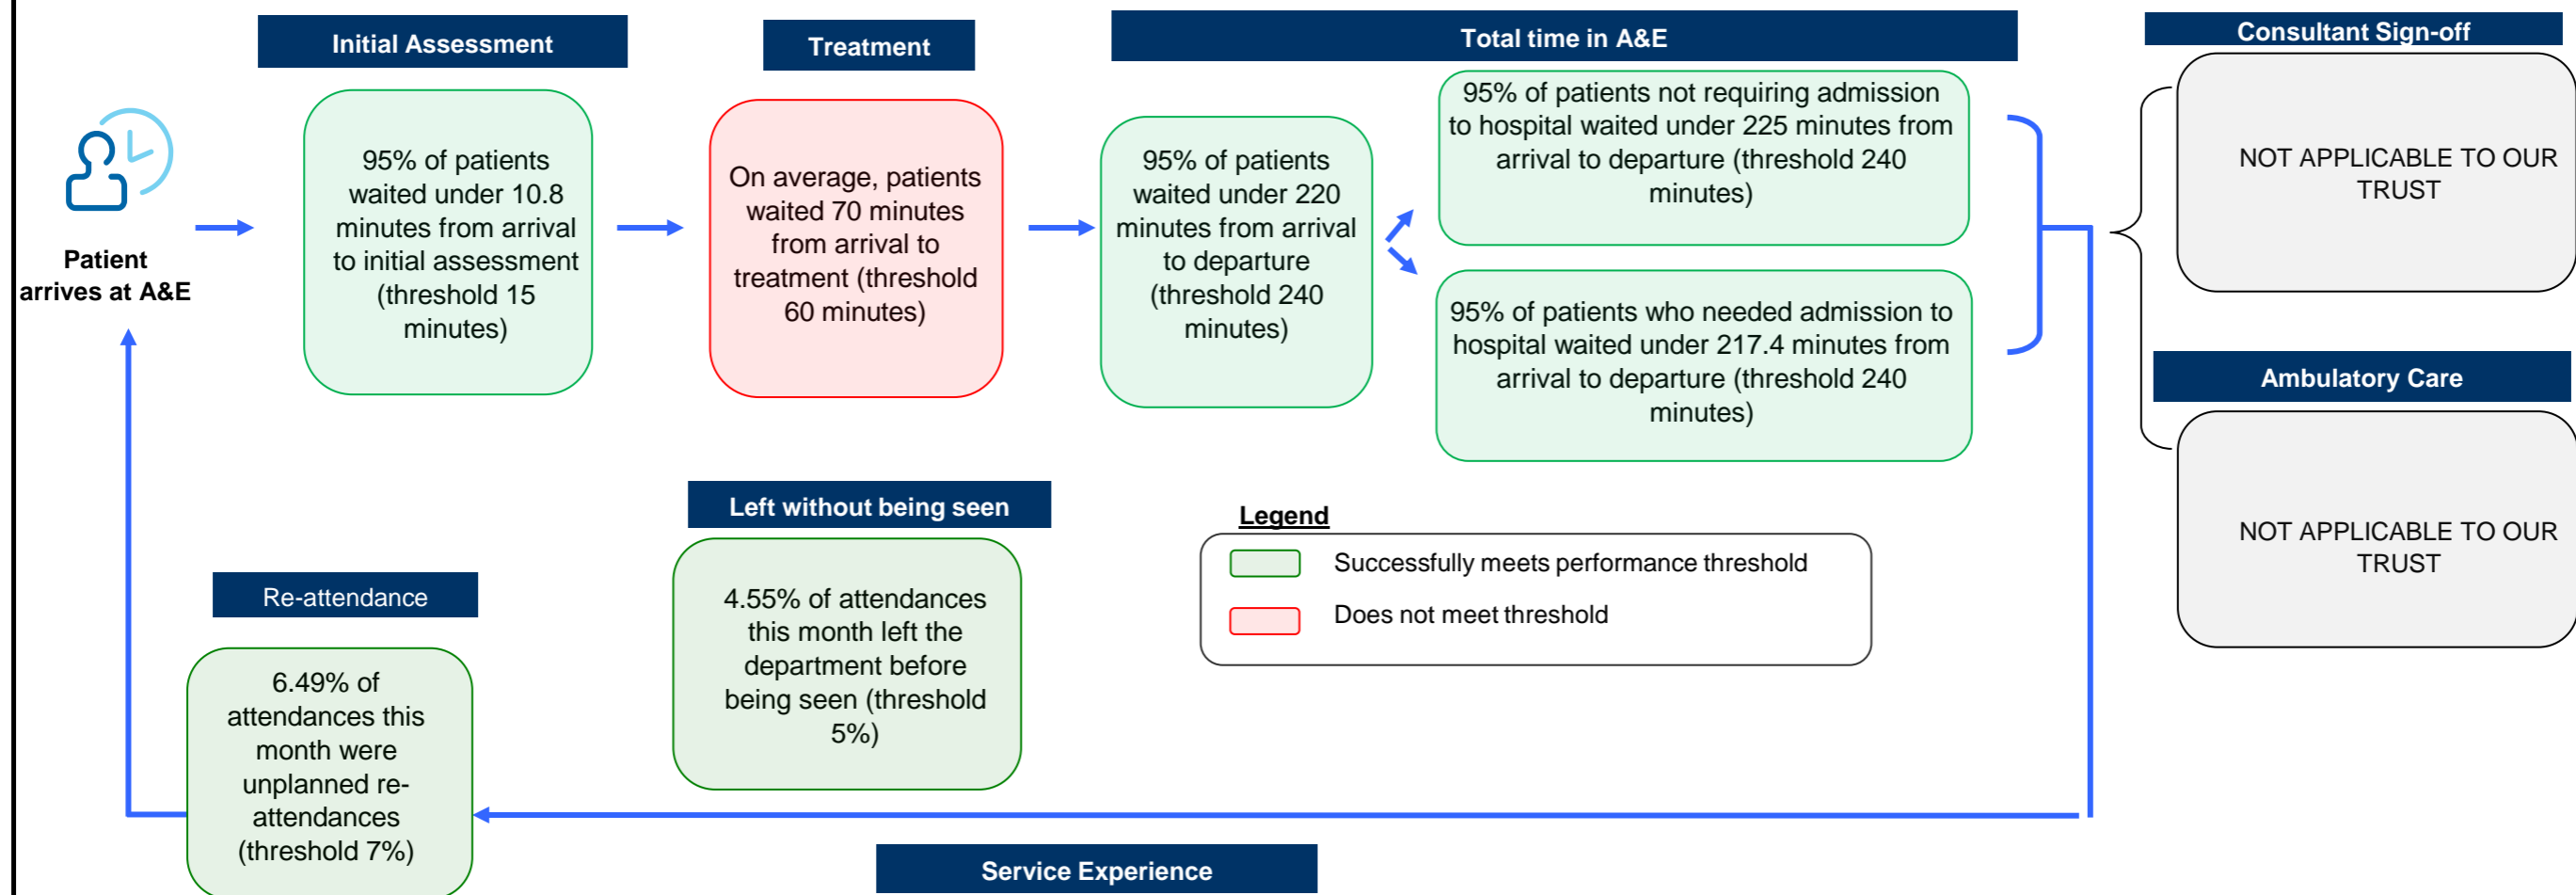 Initial Assessment
Treatment
Total time in A&E
Consultant Sign-off
Patient
arrives at A&E
95% of patients
waited under 10.8
minutes from arrival
to initial assessment
(threshold 15
minutes)
On average, patients
waited 70 minutes
from arrival to
treatment (threshold
60 minutes)
95% of patients
waited under 220
minutes from arrival
to departure
(threshold 240
minutes)
95% of patients not requiring admission
to hospital waited under 225 minutes from
arrival to departure (threshold 240
minutes)
95% of patients who needed admission to
hospital waited under 217.4 minutes from
arrival to departure (threshold 240
minutes)
NOT APPLICABLE TO OUR
TRUST
Ambulatory Care
NOT APPLICABLE TO OUR
TRUST
Left without being seen
4.55% of attendances
this month left the
department before
being seen (threshold
5%)
Legend
Successfully meets performance threshold
Does not meet threshold
Re-attendance
6.49% of
attendances this
month were
unplanned re-
attendances
(threshold 7%)
Service Experience